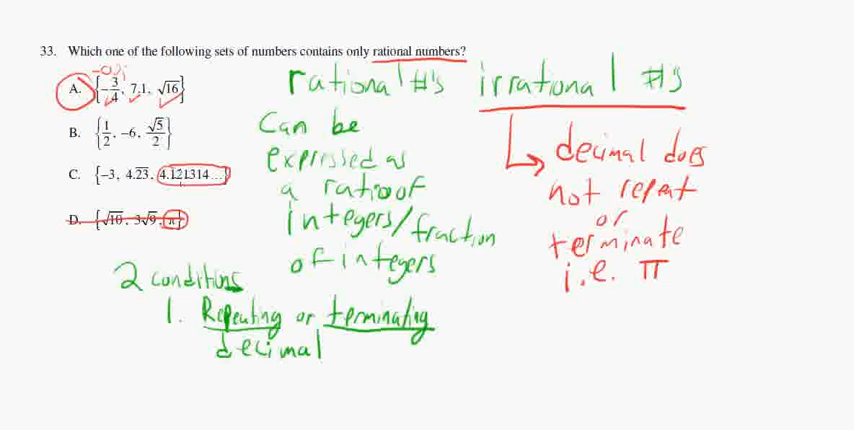 33. Which one of the following sets of numbers contains only rational numbers?
A. {-3/4, 7.1, √16}
B. {1/2, -6, √5/2}
C. {-3, 4.2̅3̅, 4.121314...}
D. {√10, 3√9, π}
rational #'s
Can be
expressed as
a ratio of
integers/fraction
of integers
irrational #'s
↳ decimal does
not repeat
or
terminate
i.e. π
2 conditions
1. Repeating or terminating
decimal